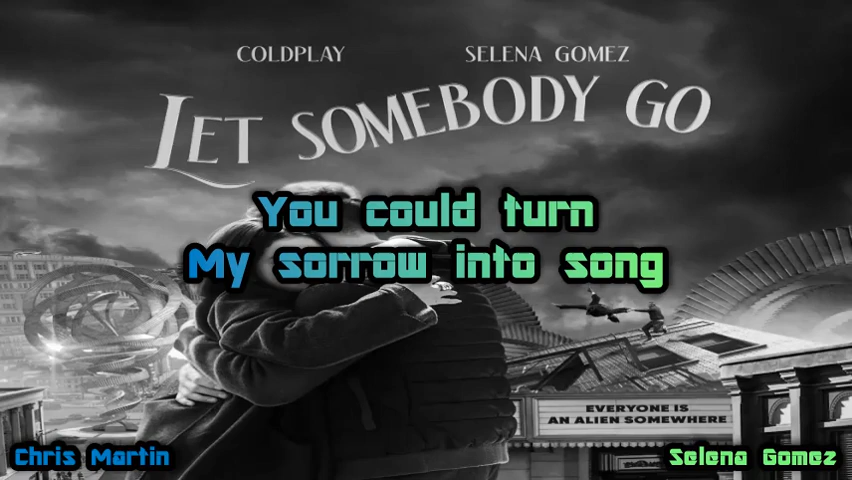 COLDPLAY SELENA GOMEZ
LET SOMEBODY GO
You could turn
My sorrow into song
EVERYONE IS
AN ALIEN SOMEWHERE
Chris Martin Selena Gomez